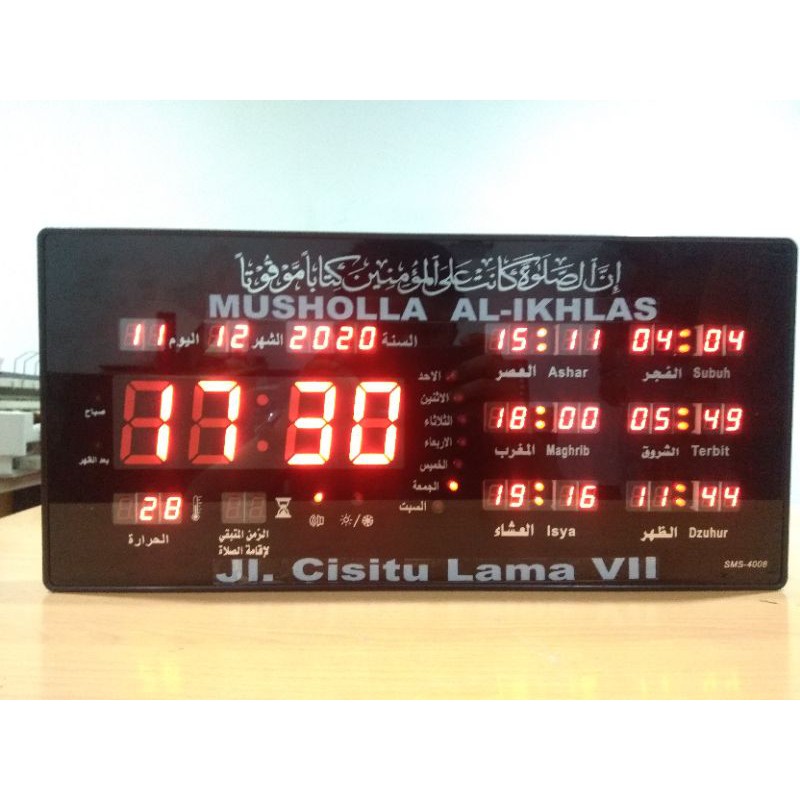 إن الصلوة كانت على المؤمنين كتابا موقوتا
MUSHOLLA AL-IKHLAS
11 اليوم 12 الشهر 2020 السنة
17:30
صباح
بعد الظهر
الاحد
الاثنين
الثلاثاء
الاربعاء
الخميس
الجمعة
السبت
28
الحرارة
الزمن المتبقي
لإقامة الصلاة
15:11
العصر Ashar
04:04
الفجر Subuh
18:00
المغرب Maghrib
05:49
الشروق Terbit
19:16
العشاء Isya
11:44
الظهر Dzuhur
Jl. Cisitu Lama VII
SMS-4008